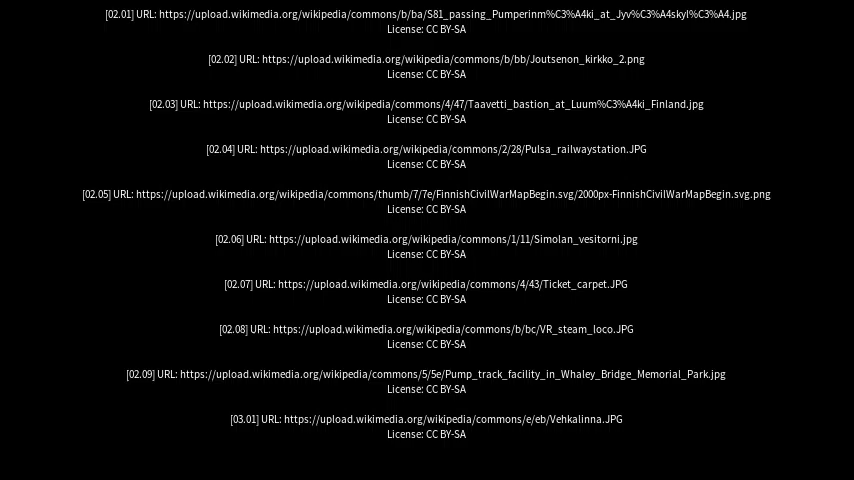 [02.01] URL: https://upload.wikimedia.org/wikipedia/commons/b/ba/S81_passing_Pumperinm%C3%A4ki_at_Jyv%C3%A4skyl%C3%A4.jpg
License: CC BY-SA
[02.02] URL: https://upload.wikimedia.org/wikipedia/commons/b/bb/Joutsenon_kirkko_2.png
License: CC BY-SA
[02.03] URL: https://upload.wikimedia.org/wikipedia/commons/4/47/Taavetti_bastion_at_Luum%C3%A4ki_Finland.jpg
License: CC BY-SA
[02.04] URL: https://upload.wikimedia.org/wikipedia/commons/2/28/Pulsa_railwaystation.JPG
License: CC BY-SA
[02.05] URL: https://upload.wikimedia.org/wikipedia/commons/thumb/7/7e/FinnishCivilWarMapBegin.svg/2000px-FinnishCivilWarMapBegin.svg.png
License: CC BY-SA
[02.06] URL: https://upload.wikimedia.org/wikipedia/commons/1/11/Simolan_vesitorni.jpg
License: CC BY-SA
[02.07] URL: https://upload.wikimedia.org/wikipedia/commons/4/43/Ticket_carpet.JPG
License: CC BY-SA
[02.08] URL: https://upload.wikimedia.org/wikipedia/commons/b/bc/VR_steam_loco.JPG
License: CC BY-SA
[02.09] URL: https://upload.wikimedia.org/wikipedia/commons/5/5e/Pump_track_facility_in_Whaley_Bridge_Memorial_Park.jpg
License: CC BY-SA
[03.01] URL: https://upload.wikimedia.org/wikipedia/commons/e/eb/Vehkalinna.JPG
License: CC BY-SA